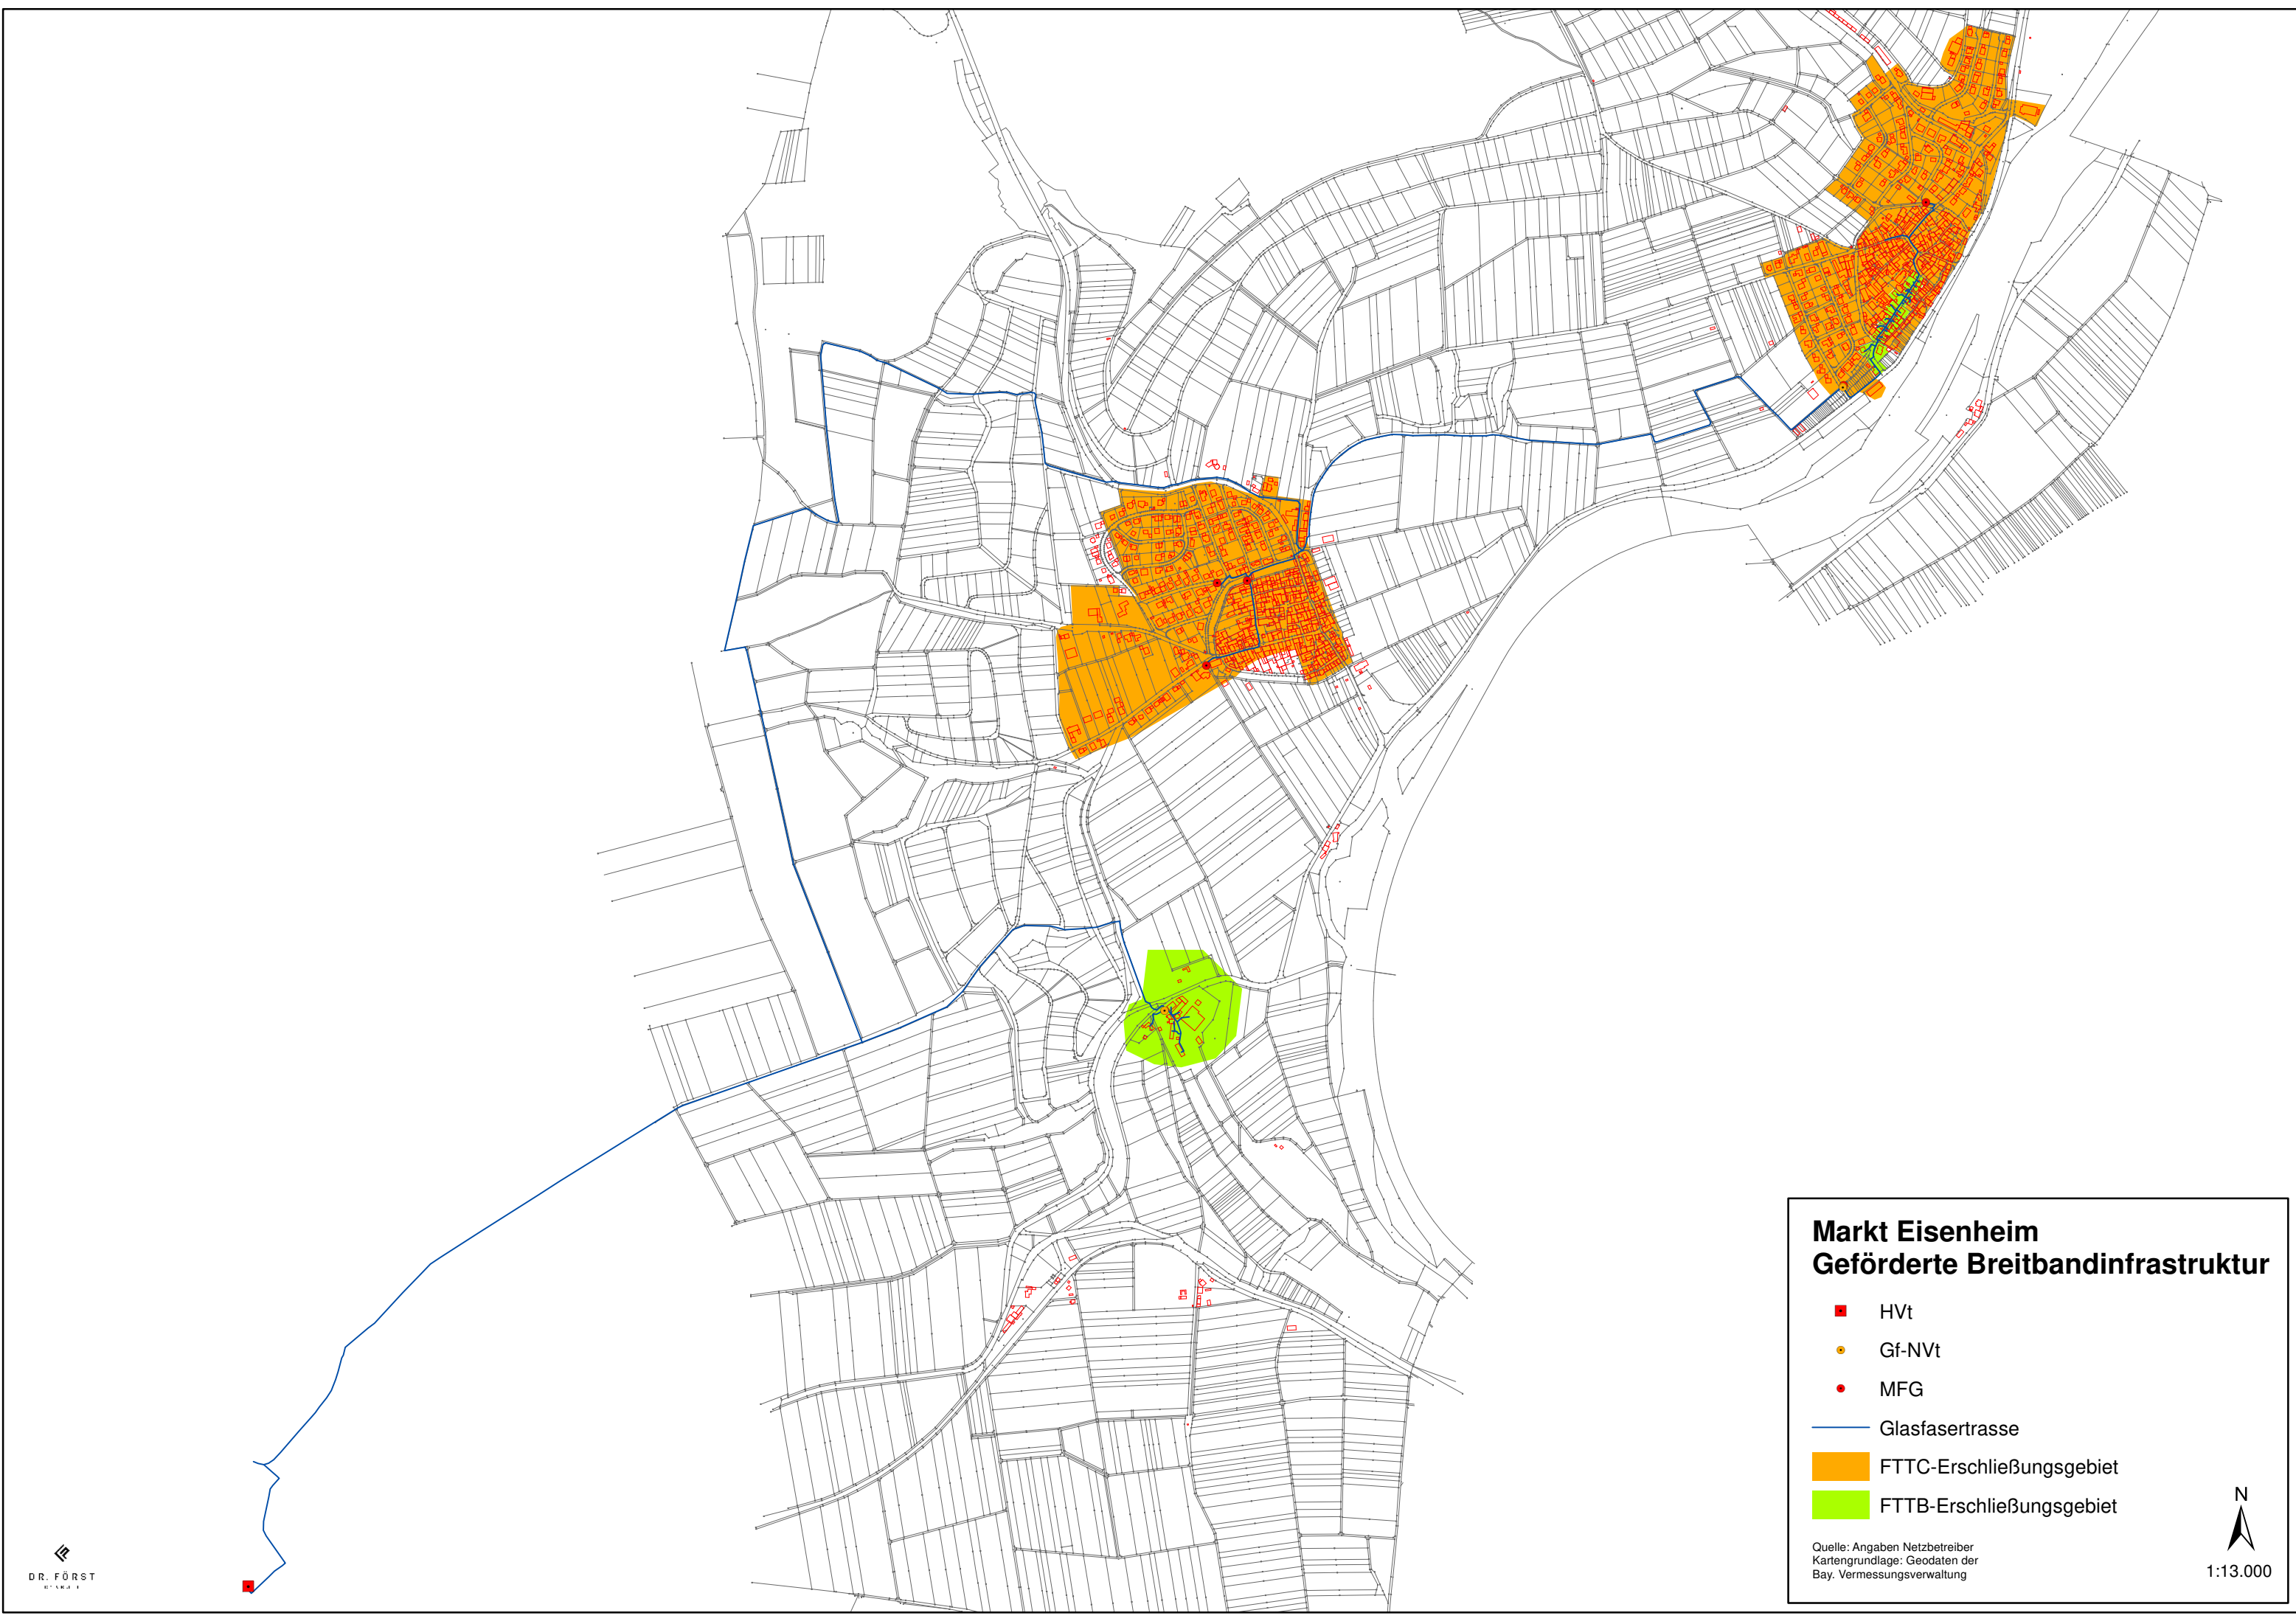 Markt Eisenheim
Geförderte Breitbandinfrastruktur
HVt
Gf-NVt
MFG
Glasfasertrasse
FTTC-Erschließungsgebiet
FTTB-Erschließungsgebiet
Quelle: Angaben Netzbetreiber
Kartengrundlage: Geodaten der
Bay. Vermessungsverwaltung
N
1:13.000
DR. FÖRST